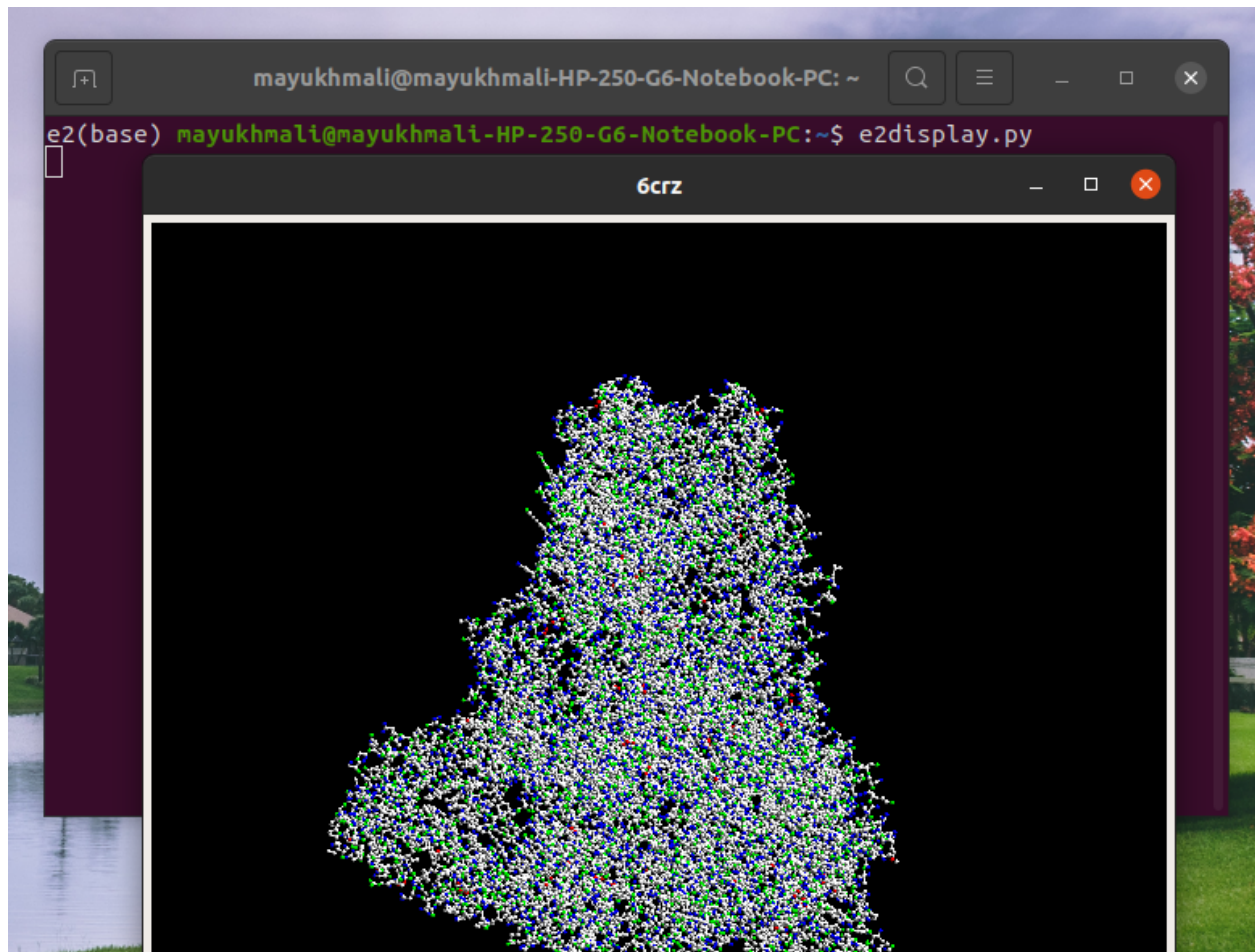 mayukhmali@mayukhmali-HP-250-G6-Notebook-PC: ~
e2(base) mayukhmali@mayukhmali-HP-250-G6-Notebook-PC:~$ e2display.py
6crz